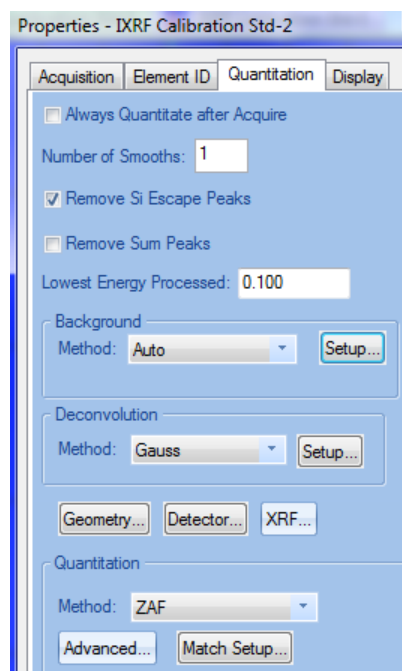 Properties - IXRF Calibration Std-2
Acquisition Element ID Quantitation Display
Always Quantitate after Acquire
Number of Smooths: 1
Remove Si Escape Peaks
Remove Sum Peaks
Lowest Energy Processed: 0.100
Background
Method: Auto Setup...
Deconvolution
Method: Gauss Setup...
Geometry... Detector... XRF...
Quantitation
Method: ZAF
Advanced... Match Setup...